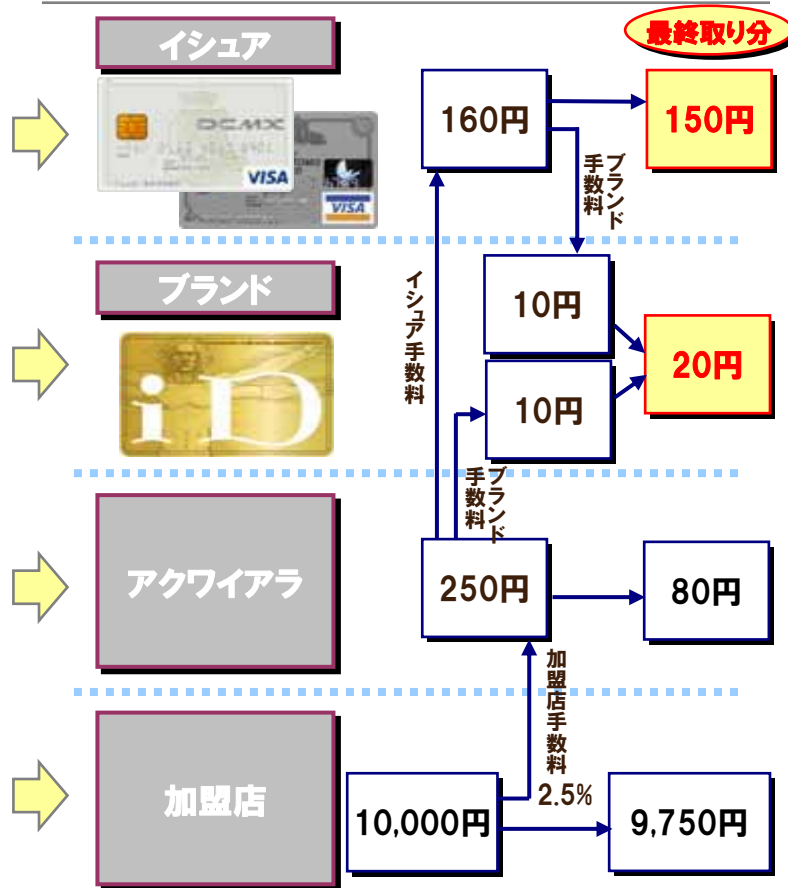 イシュア
最終取り分
DCMX
VISA
VISA
160円
150円
ブランド
手数料
ブランド
iD
イシュア手数料
10円
10円
20円
ブランド
手数料
アクワイアラ
250円
80円
加盟店手数料
2.5%
加盟店
10,000円
9,750円